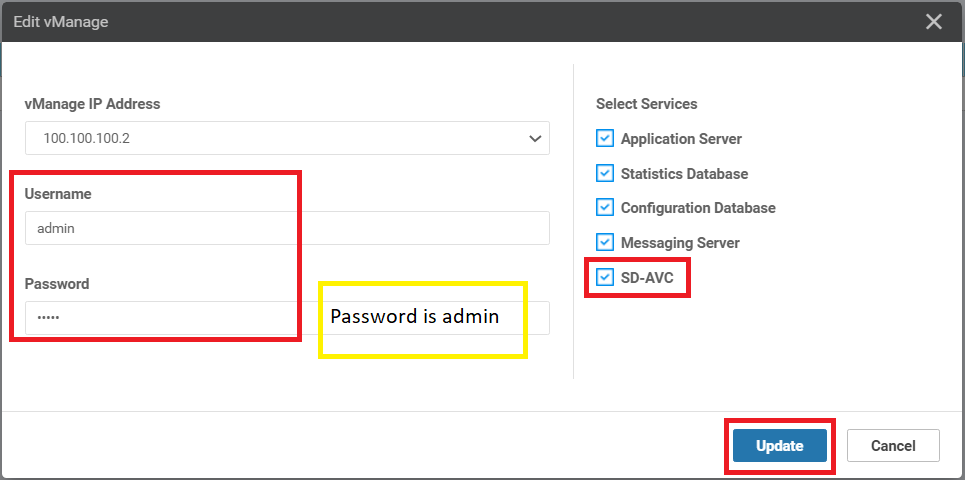 Edit vManage
vManage IP Address
100.100.100.2
Username
admin
Password
•••••
Password is admin
Select Services
Application Server
Statistics Database
Configuration Database
Messaging Server
SD-AVC
Update
Cancel